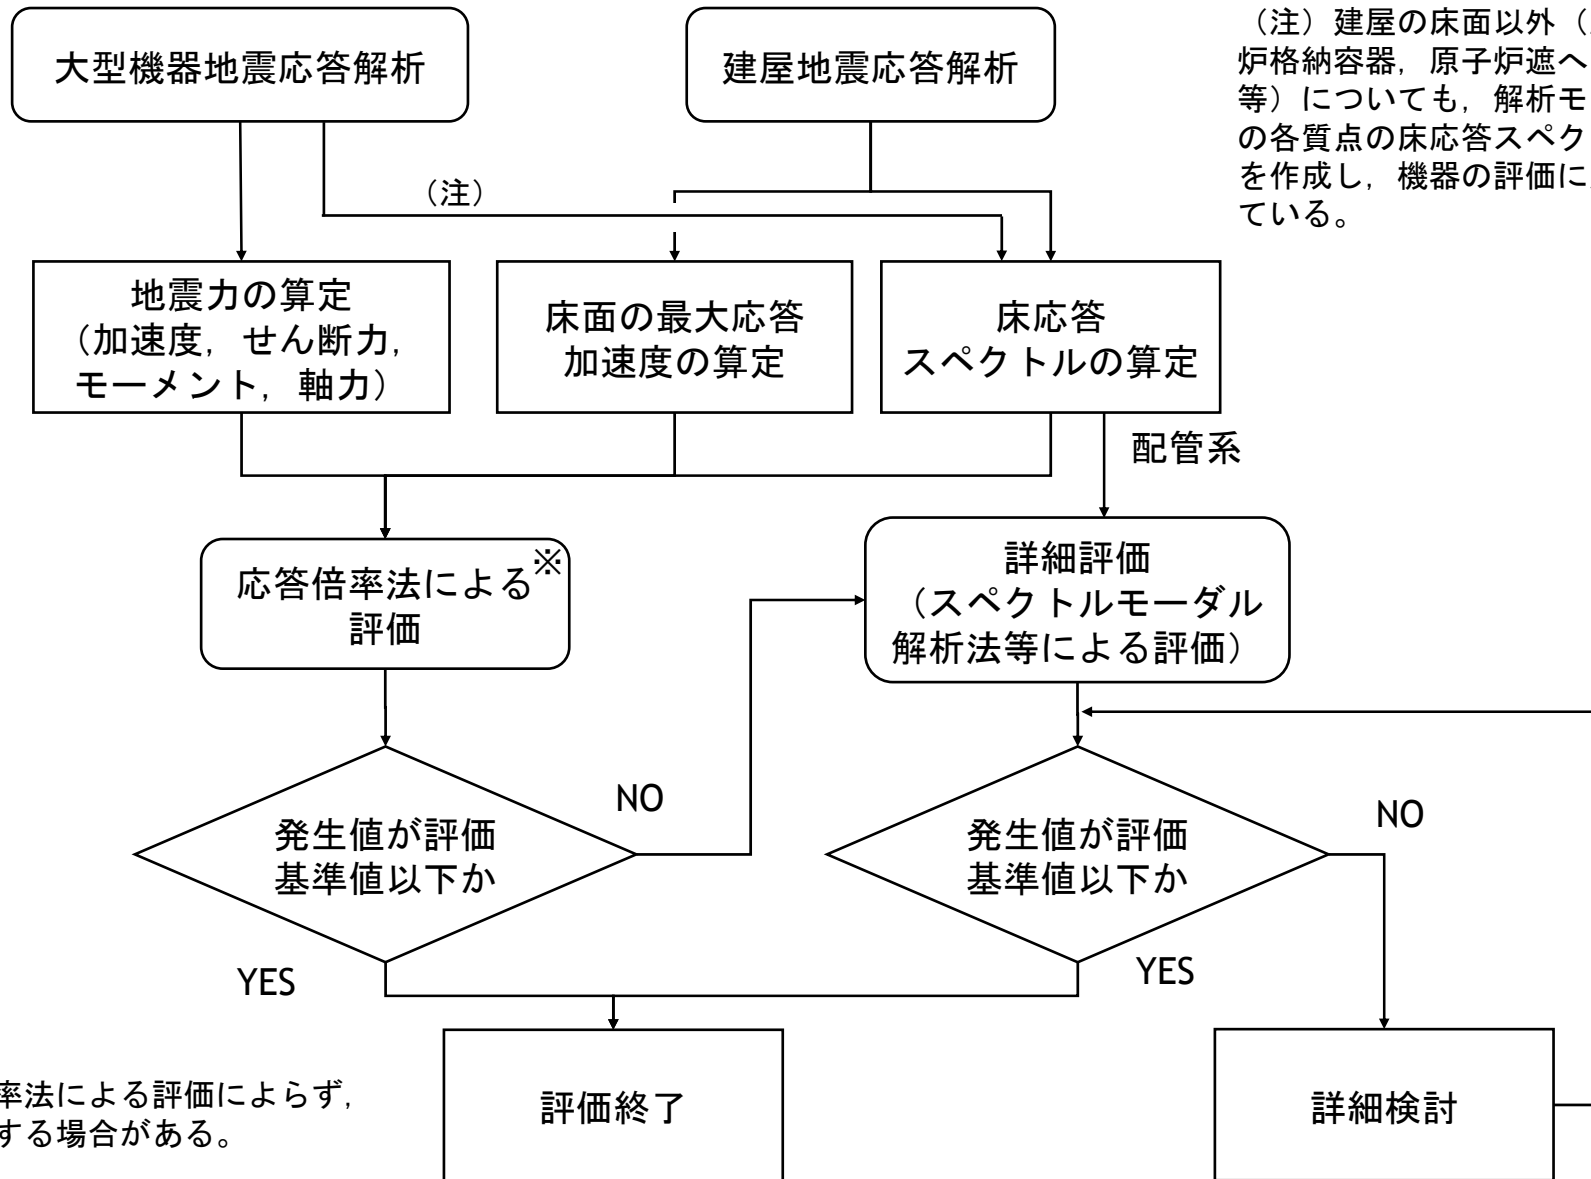 大型機器地震応答解析
建屋地震応答解析
（注）建屋の床面以外（
炉格納容器，原子炉遮へ
等）についても，解析モ
の各質点の床応答スペク
を作成し，機器の評価に
ている。
（注）
地震力の算定
（加速度，せん断力，
モーメント，軸力）
床面の最大応答
加速度の算定
床応答
スペクトルの算定
配管系
応答倍率法による※
評価
詳細評価
（スペクトルモーダル
解析法等による評価）
発生値が評価
基準値以下か
NO
発生値が評価
基準値以下か
NO
YES
YES
率法による評価によらず，
する場合がある。
評価終了
詳細検討